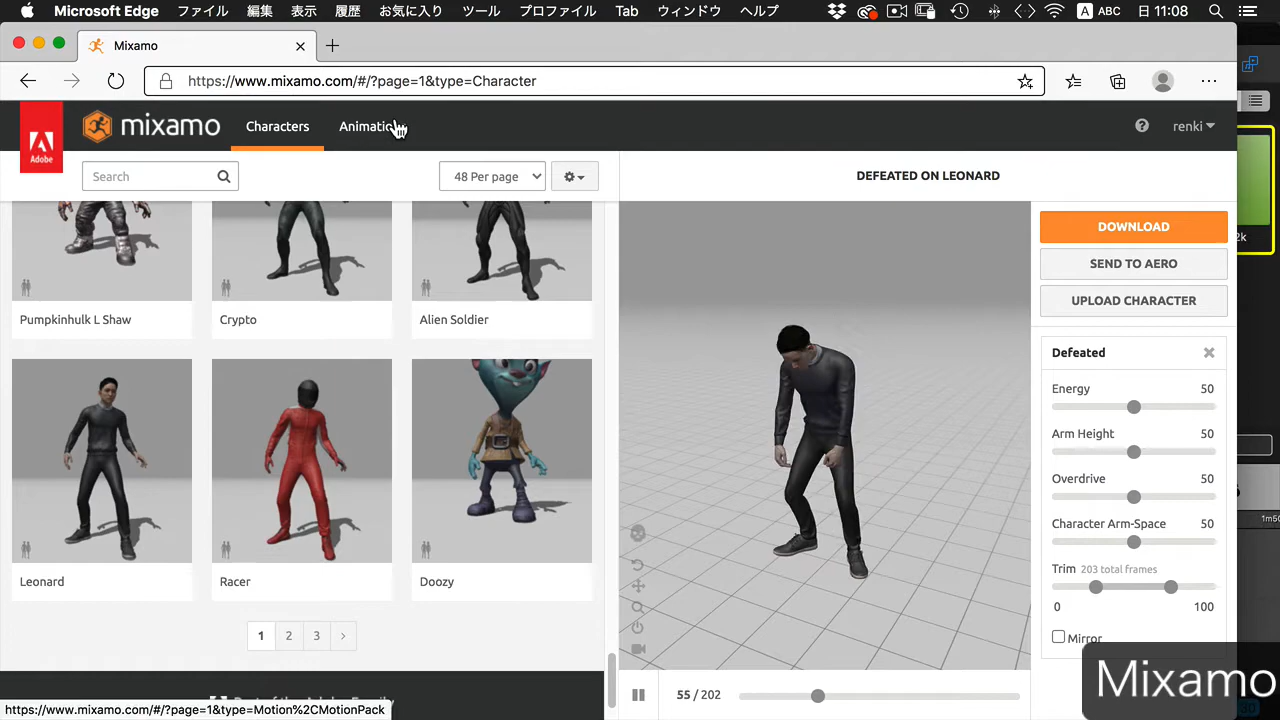 Microsoft Edge ファイル 編集 表示 履歴 お気に入り ツール プロファイル Tab ウィンドウ ヘルプ A ABC 日 11:08
Mixamo
https://www.mixamo.com/#/?page=1&type=Character
Adobe
mixamo
Characters
renki
Search
48 Per page
DEFEATED ON LEONARD
DOWNLOAD
SEND TO AERO
UPLOAD CHARACTER
Pumpkinhulk L Shaw
Crypto
Alien Soldier
Defeated
Energy 50
Arm Height 50
Overdrive 50
Character Arm-Space 50
Trim 203 total frames
0 100
Mirror
Leonard
Racer
Doozy
1 2 3
55 / 202
https://www.mixamo.com/#/?page=1&type=Motion%2CMotionPack
Mixamo